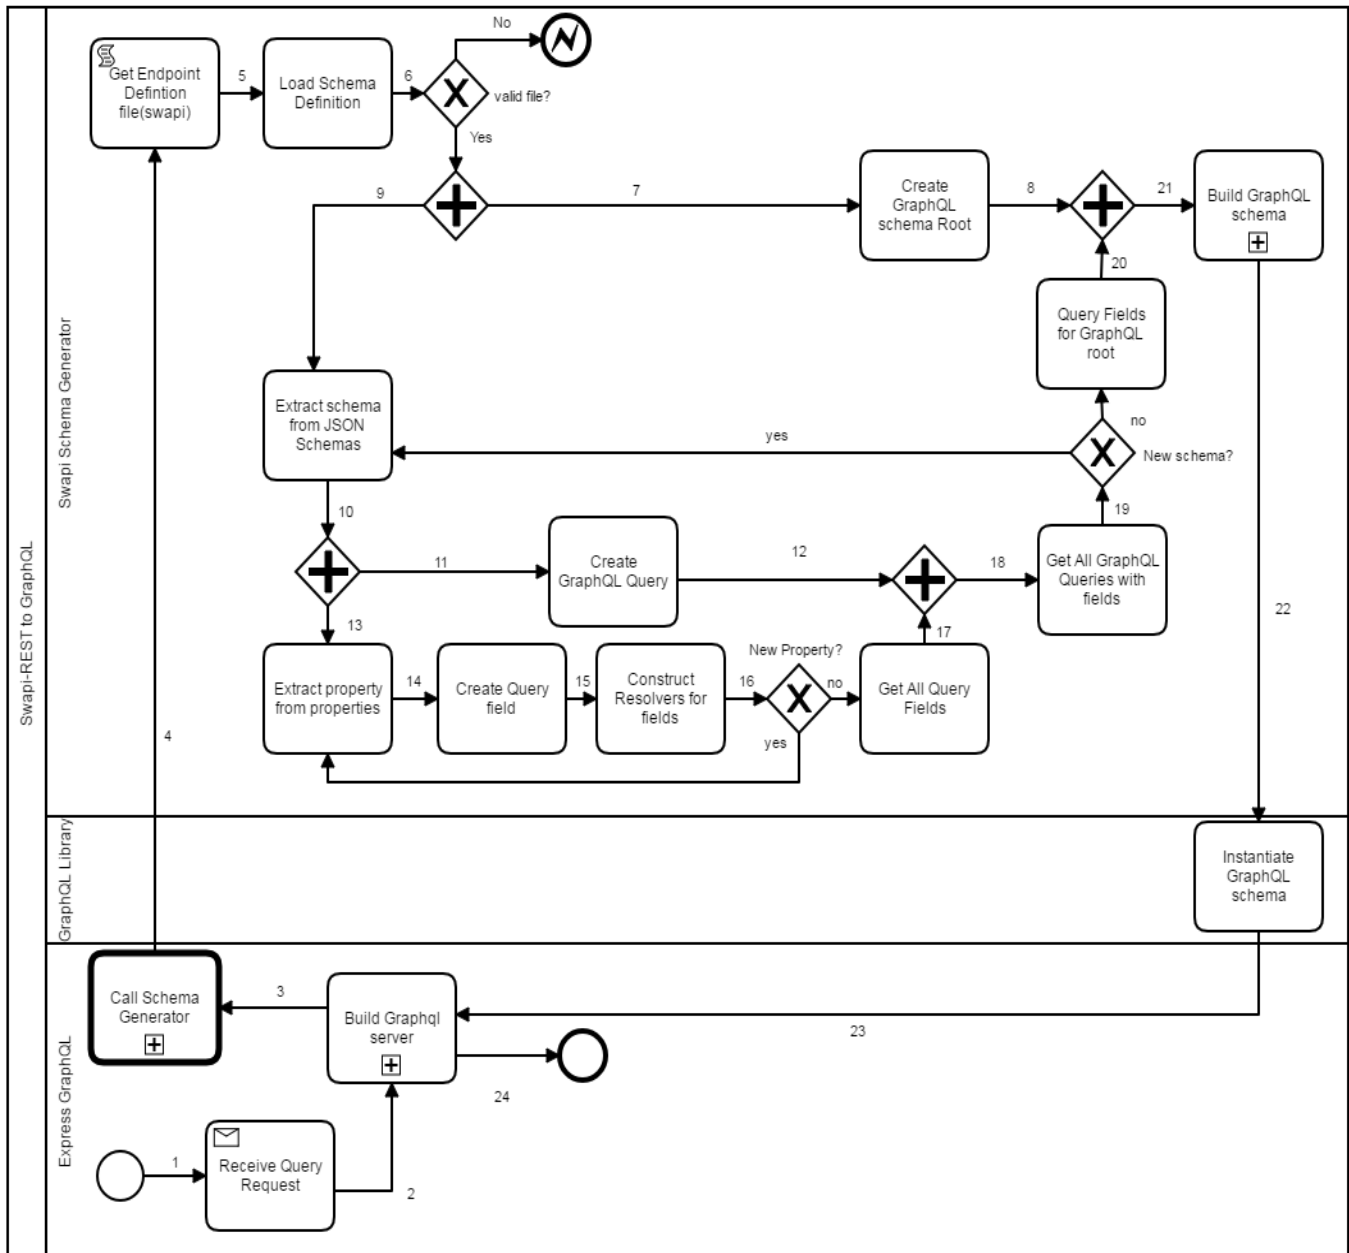 No
Get Endpoint
Defintion
file(swapi)
5
Load Schema
Definition
6
valid file?
Yes
9
7
Create
GraphQL
schema Root
8
21
Build GraphQL
schema
20
Query Fields
for GraphQL
root
no
New schema?
yes
Extract schema
from JSON
Schemas
10
19
11
Create
GraphQL Query
12
18
Get All GraphQL
Queries with
fields
13
17
Extract property
from properties
14
Create Query
field
15
Construct
Resolvers for
fields
16
New Property?
no
yes
Get All Query
Fields
22
4
Swapi Schema Generator
Swapi-REST to GraphQL
GraphQL Library
Instantiate
GraphQL
schema
Express GraphQL
Call Schema
Generator
3
Build Graphql
server
23
24
1
Receive Query
Request
2